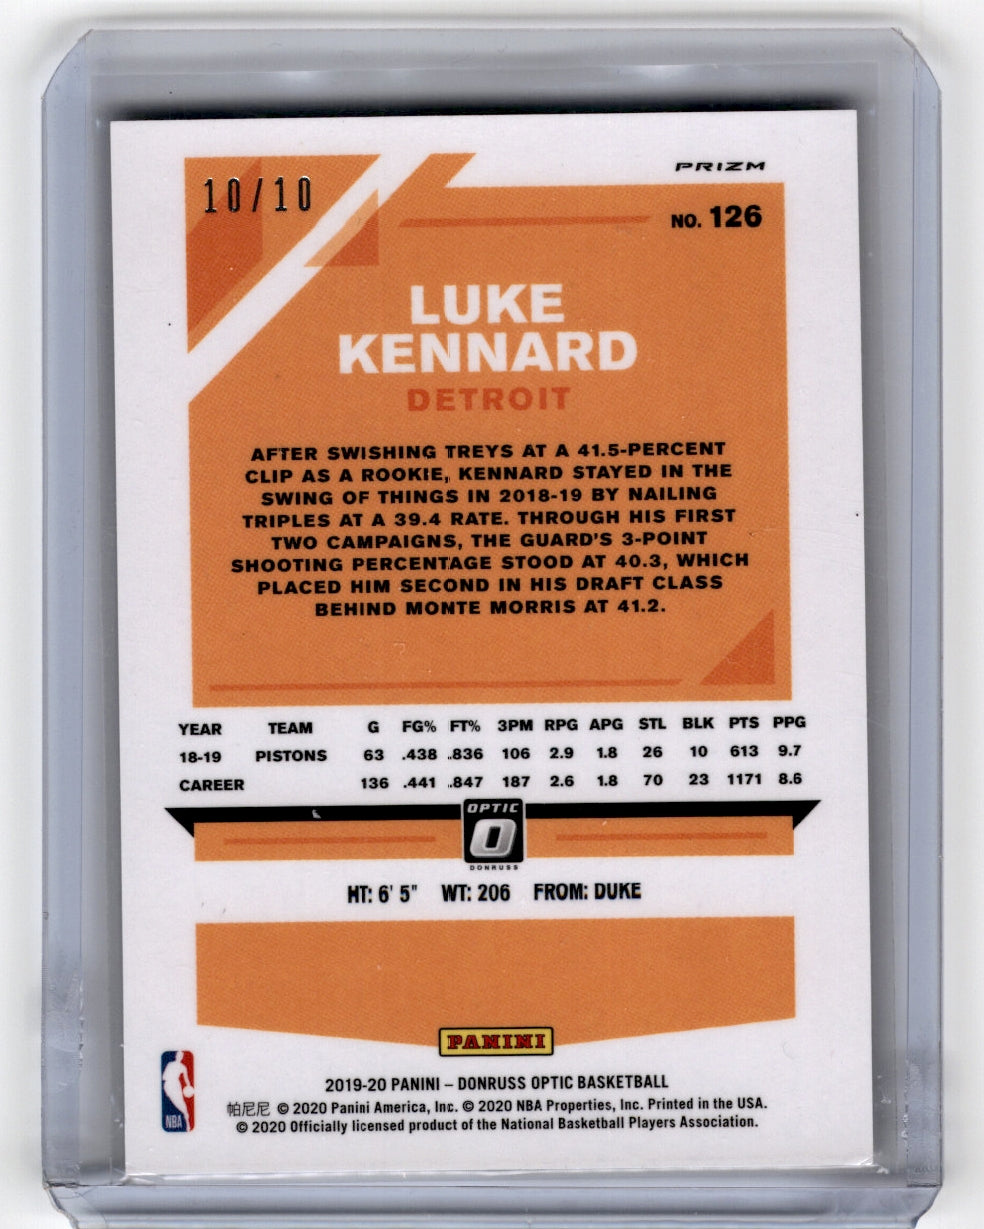 PRIZM
10/10
NO. 126
LUKE
KENNARD
DETROIT
AFTER SWISHING TREYS AT A 41.5-PERCENT
CLIP AS A ROOKIE, KENNARD STAYED IN THE
SWING OF THINGS IN 2018-19 BY NAILING
TRIPLES AT A 39.4 RATE. THROUGH HIS FIRST
TWO CAMPAIGNS, THE GUARD'S 3-POINT
SHOOTING PERCENTAGE STOOD AT 40.3, WHICH
PLACED HIM SECOND IN HIS DRAFT CLASS
BEHIND MONTE MORRIS AT 41.2.
YEAR TEAM G FG% FT% 3PM RPG APG STL BLK PTS PPG
18-19 PISTONS 63 .438 .836 106 2.9 1.8 26 10 613 9.7
CAREER 136 .441 .847 187 2.6 1.8 70 23 1171 8.6
OPTIC
O
DONRUSS
HT: 6' 5" WT: 206 FROM: DUKE
PANINI
NBA
2019-20 PANINI – DONRUSS OPTIC BASKETBALL
帕尼尼 © 2020 Panini America, Inc. © 2020 NBA Properties, Inc. Printed in the USA.
© 2020 Officially licensed product of the National Basketball Players Association.